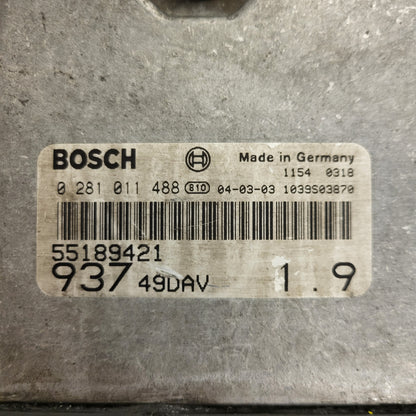 BOSCH Made in Germany
1154 0318
0 281 011 488 810 04-03-03 1039S03870
55189421
937 49DAV 1.9